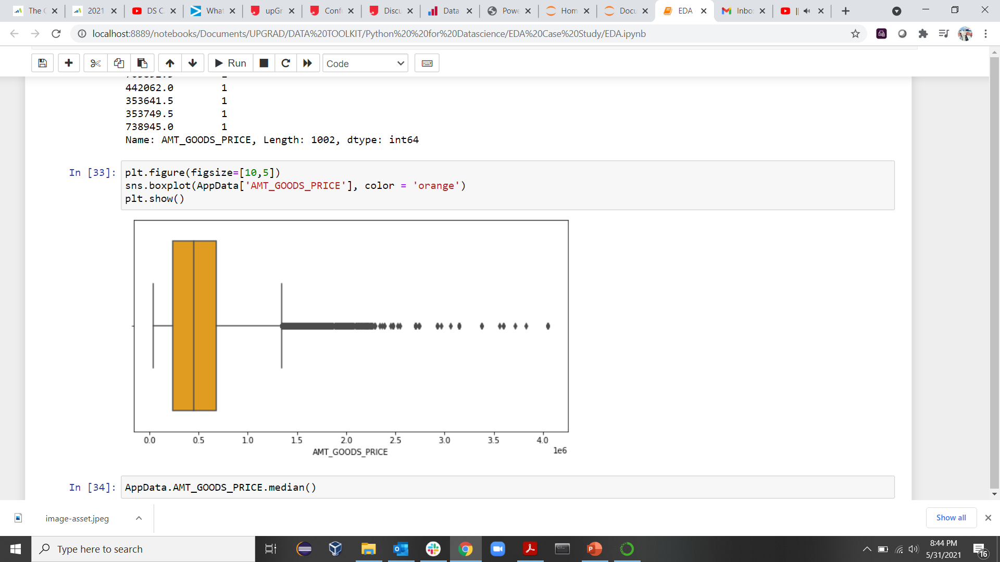 The
2021
DS C
What
upGr
Conf
Discu
Data
Powe
Hom
Docu
EDA
Inbo
localhost:8889/notebooks/Documents/UPGRAD/DATA%20TOOLKIT/Python%20%20for%20Datascience/EDA%20Case%20Study/EDA.ipynb
Run
Code
442062.0 1
353641.5 1
353749.5 1
738945.0 1
Name: AMT_GOODS_PRICE, Length: 1002, dtype: int64
In [33]:
plt.figure(figsize=[10,5])
sns.boxplot(AppData['AMT_GOODS_PRICE'], color = 'orange')
plt.show()
0.0 0.5 1.0 1.5 2.0 2.5 3.0 3.5 4.0
1e6
AMT_GOODS_PRICE
In [34]:
AppData.AMT_GOODS_PRICE.median()
image-asset.jpeg
Show all
Type here to search
8:44 PM
5/31/2021
16